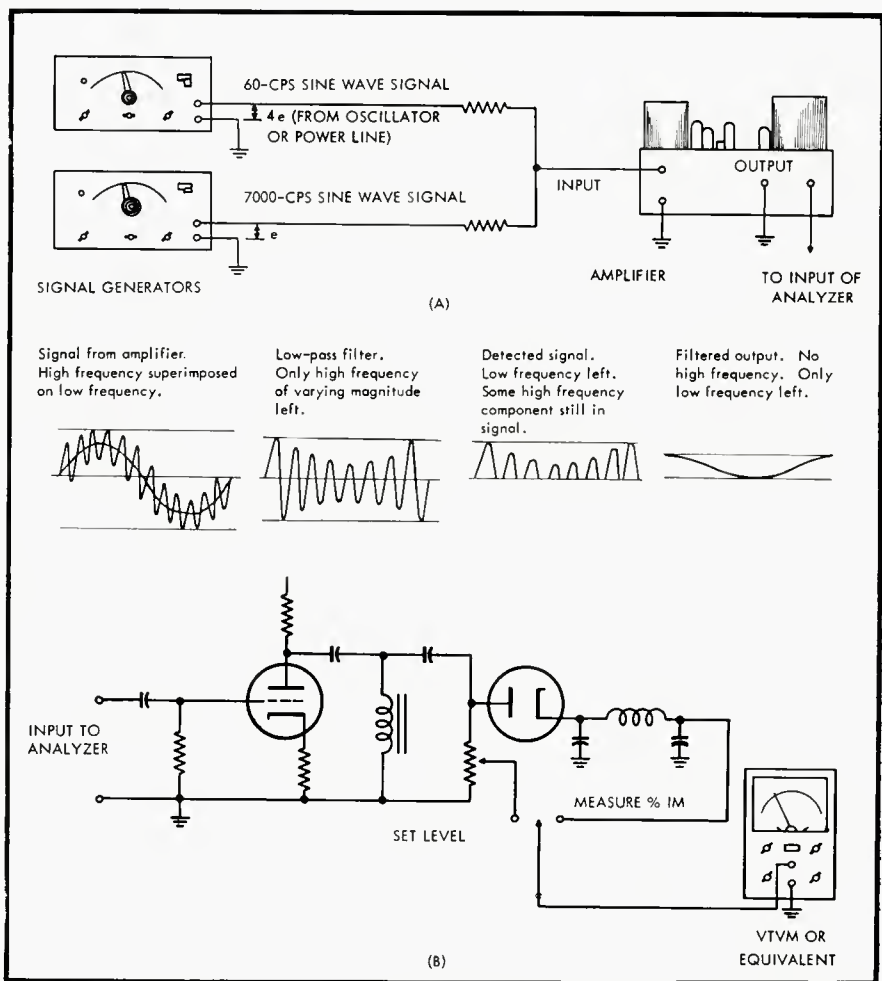 60-CPS SINE WAVE SIGNAL
4e (FROM OSCILLATOR
OR POWER LINE)
7000-CPS SINE WAVE SIGNAL
e
SIGNAL GENERATORS
INPUT
OUTPUT
AMPLIFIER
TO INPUT OF
ANALYZER
(A)
Signal from amplifier.
High frequency superimposed
on low frequency.
Low-pass filter.
Only high frequency
of varying magnitude
left.
Detected signal.
Low frequency left.
Some high frequency
component still in
signal.
Filtered output. No
high frequency. Only
low frequency left.
INPUT TO
ANALYZER
SET LEVEL
MEASURE % IM
VTVM OR
EQUIVALENT
(B)